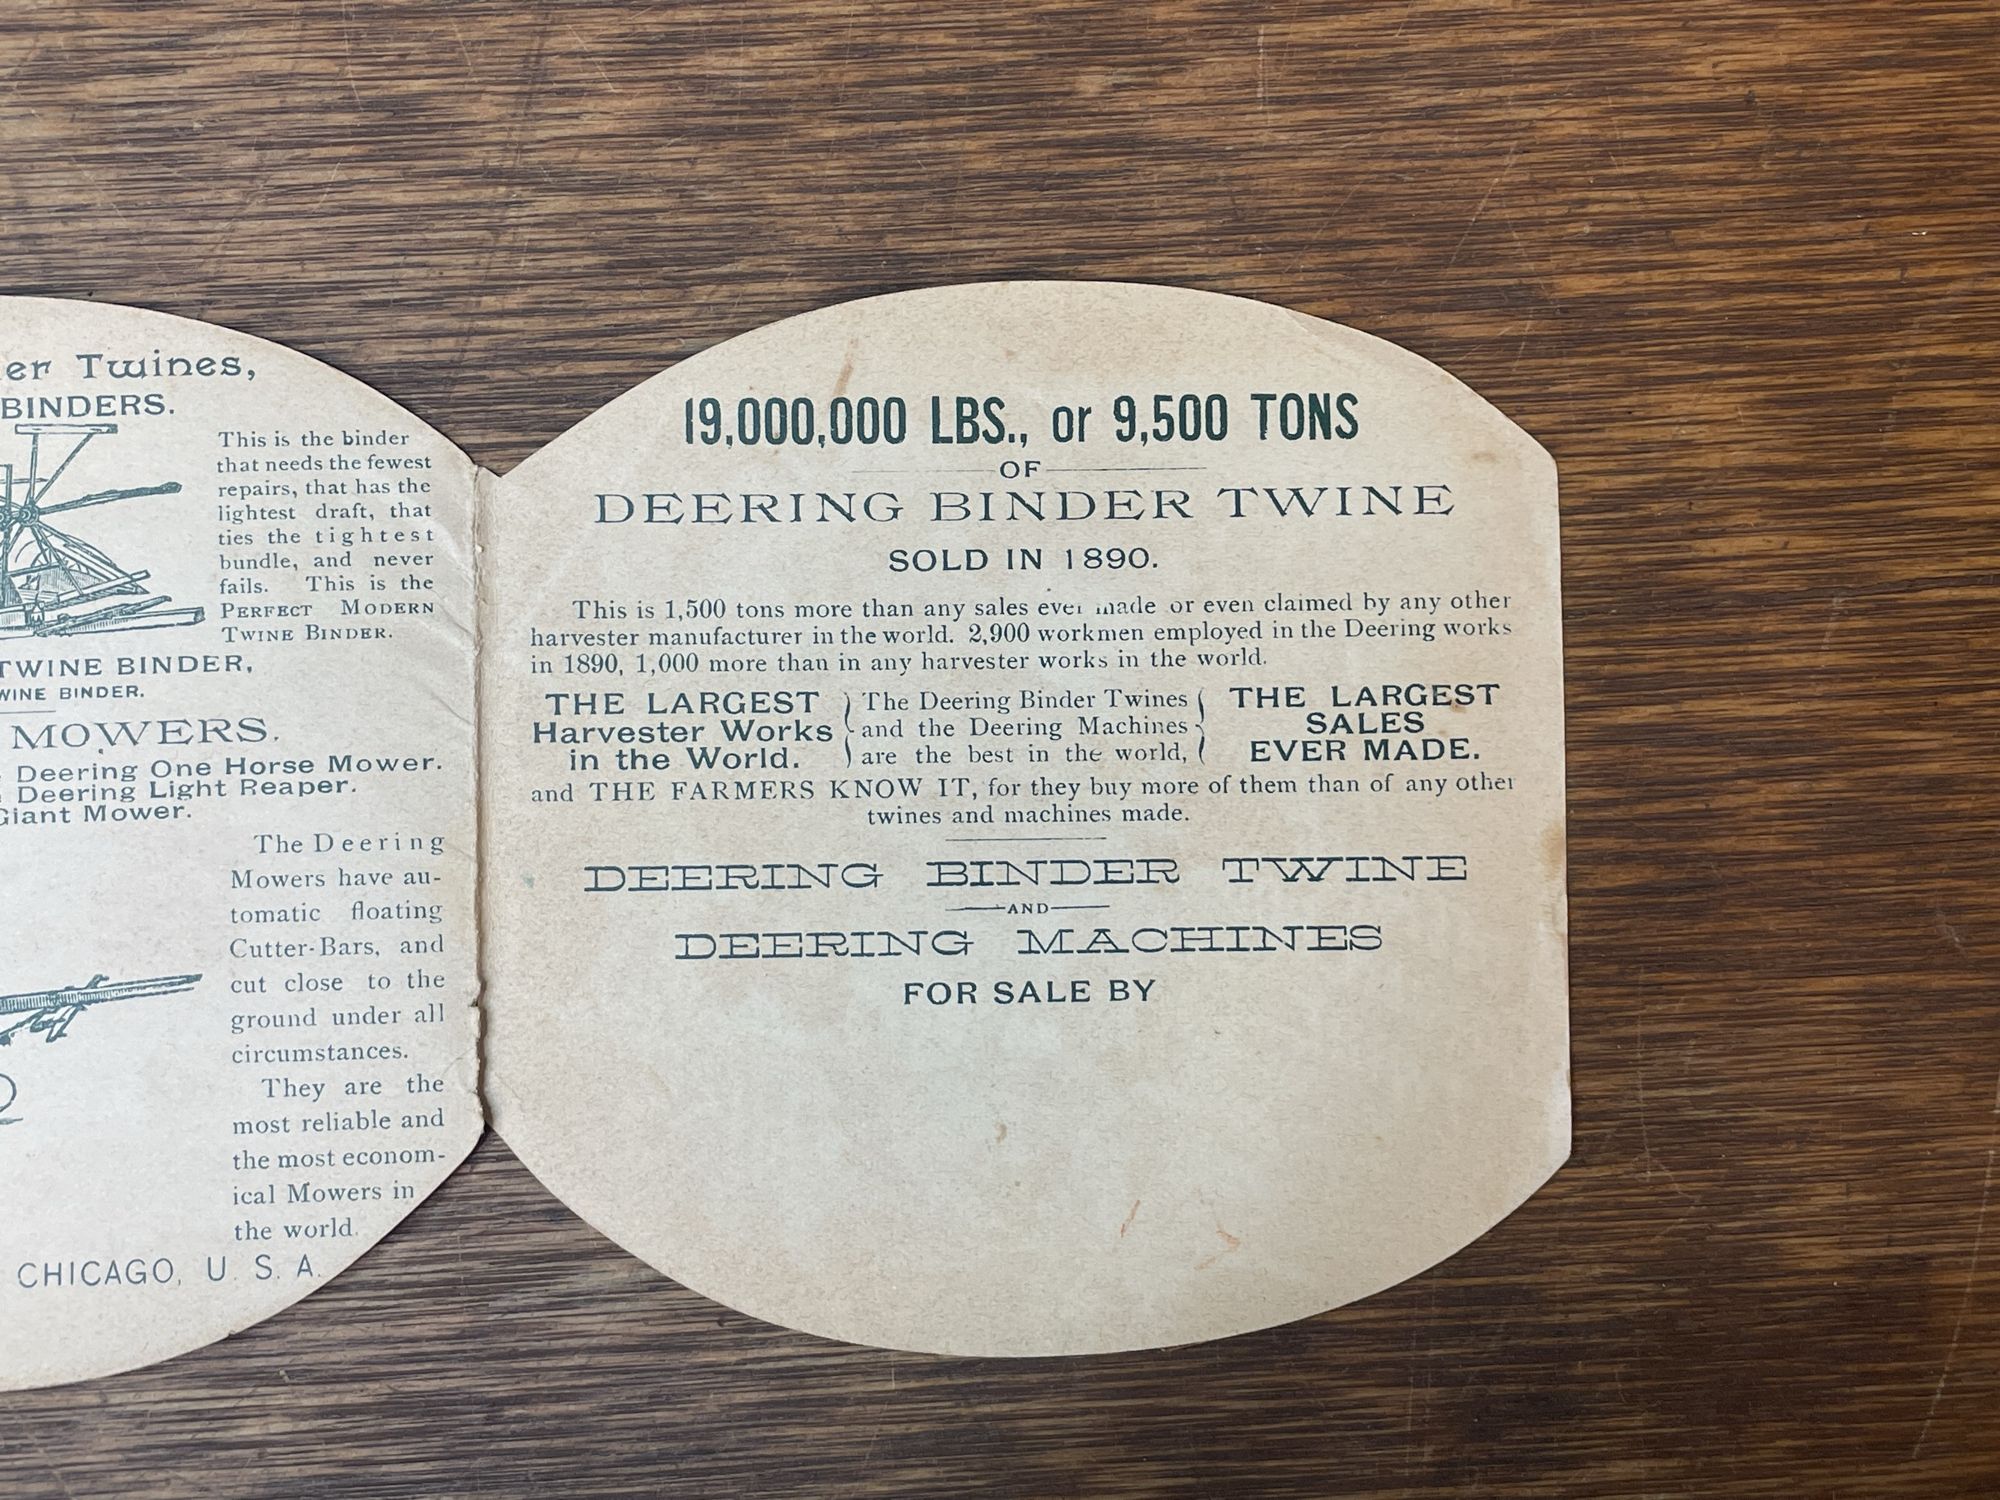 er Twines,
BINDERS.
This is the binder
that needs the fewest
repairs, that has the
lightest draft, that
ties the tightest
bundle, and never
fails. This is the
PERFECT MODERN
TWINE BINDER.
TWINE BINDER,
WINE BINDER.
MOWERS.
Deering One Horse Mower.
Deering Light Reaper.
Giant Mower.
The Deering
Mowers have au-
tomatic floating
Cutter-Bars, and
cut close to the
ground under all
circumstances.
They are the
most reliable and
the most econom-
ical Mowers in
the world.
CHICAGO, U. S. A.
19,000,000 LBS., or 9,500 TONS
OF
DEERING BINDER TWINE
SOLD IN 1890.
This is 1,500 tons more than any sales ever made or even claimed by any other
harvester manufacturer in the world. 2,900 workmen employed in the Deering works
in 1890, 1,000 more than in any harvester works in the world.
THE LARGEST
Harvester Works
in the World.
The Deering Binder Twines
and the Deering Machines
are the best in the world,
THE LARGEST
SALES
EVER MADE.
and THE FARMERS KNOW IT, for they buy more of them than of any other
twines and machines made.
DEERING BINDER TWINE
AND
DEERING MACHINES
FOR SALE BY